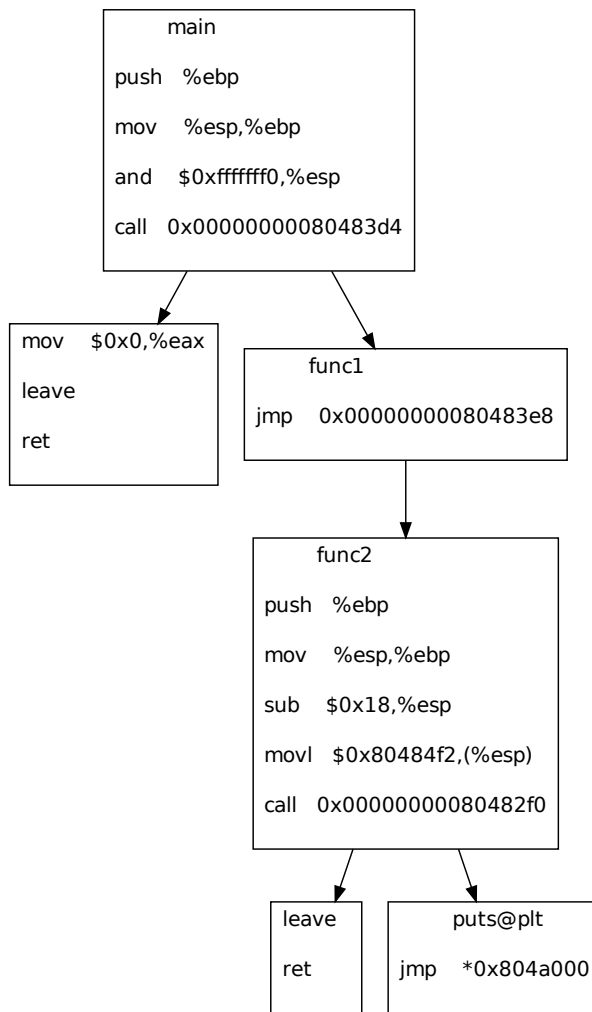 main
push %ebp
mov %esp,%ebp
and $0xfffffff0,%esp
call 0x00000000080483d4
mov $0x0,%eax
leave
ret
func1
jmp 0x00000000080483e8
func2
push %ebp
mov %esp,%ebp
sub $0x18,%esp
movl $0x80484f2,(%esp)
call 0x00000000080482f0
leave
ret
puts@plt
jmp *0x804a000